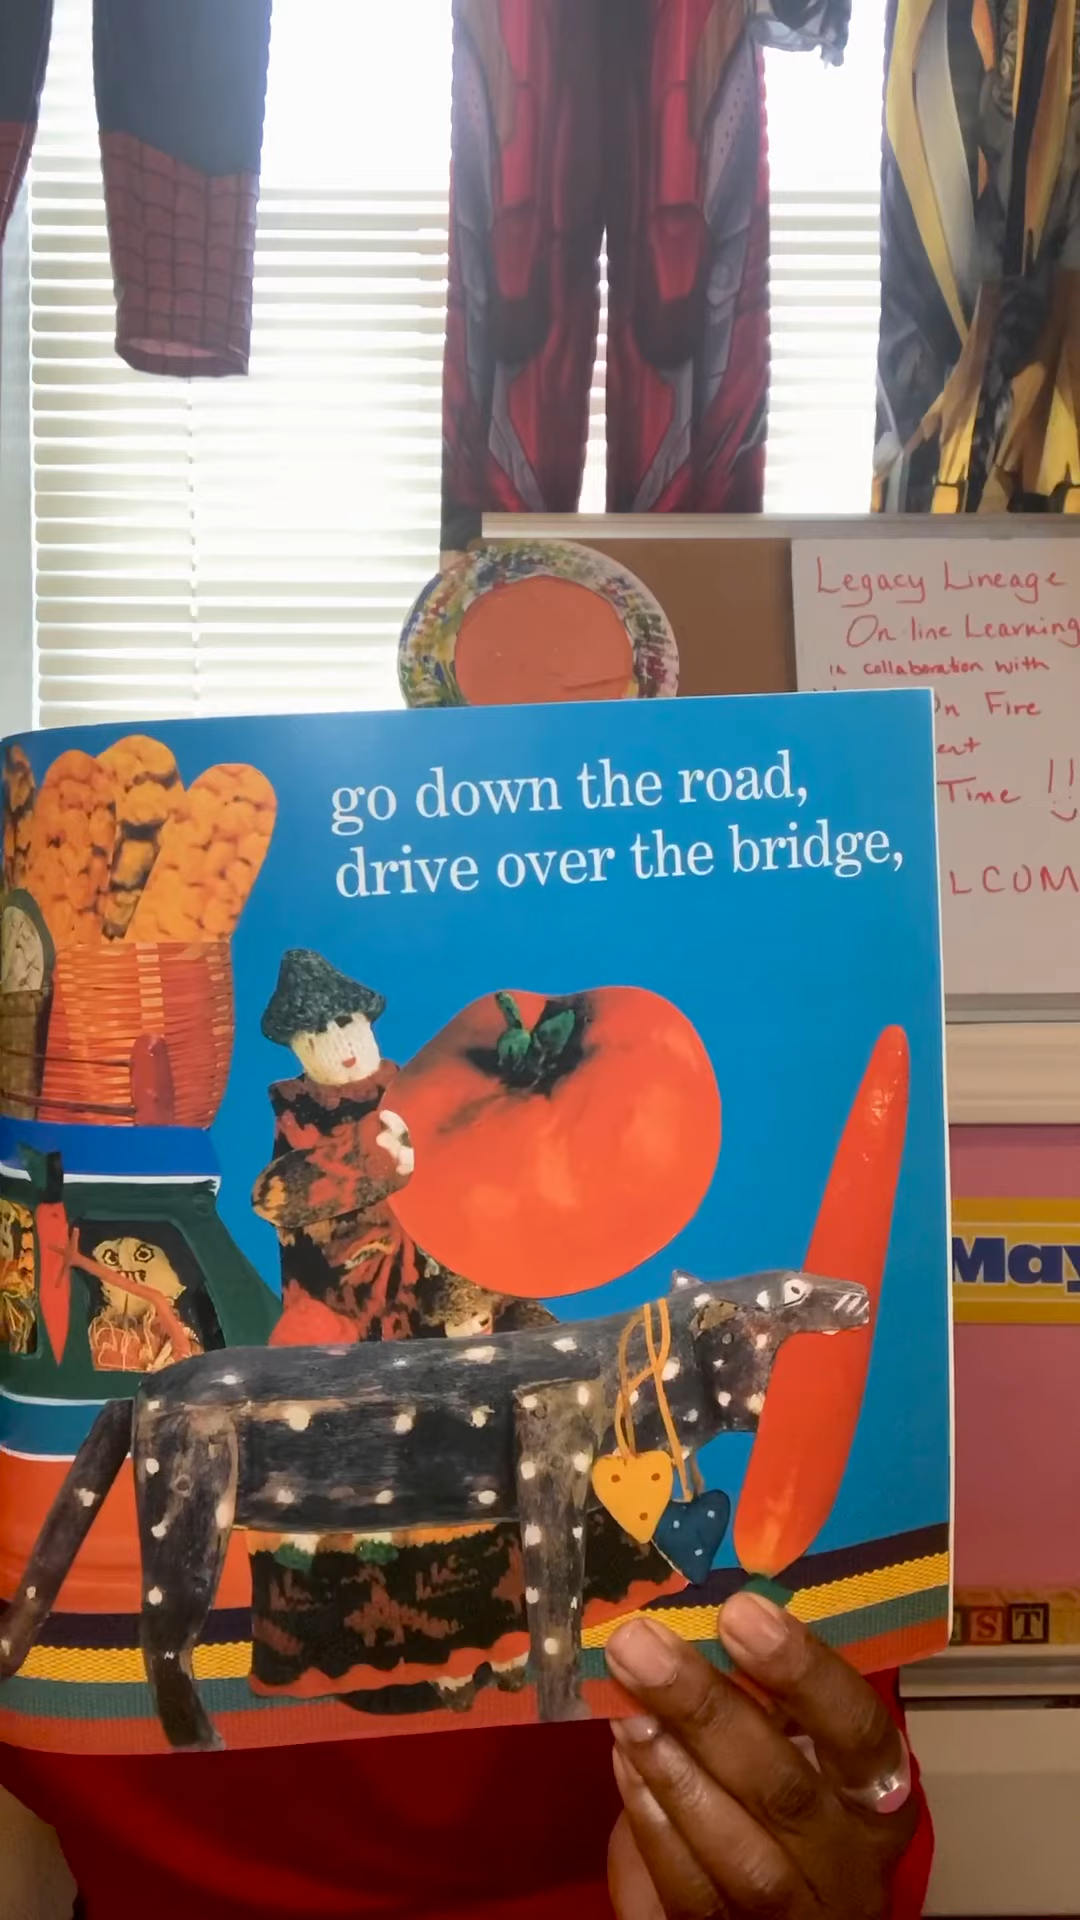 Legacy Lineage
On-line Learning
in collaboration with
On Fire
Time !!
go down the road,
drive over the bridge,
May
IST